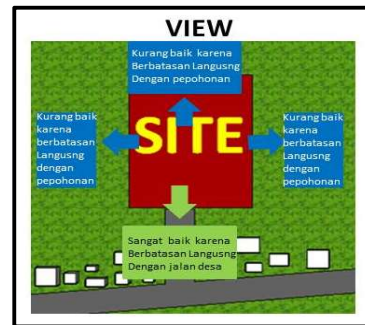 VIEW
Kurang baik karena
Berbatasan Langusng
Dengan pepohonan
Kurang baik
karena
berbatasan
Langusng
dengan
pepohonan
SITE
Kurang baik
karena
berbatasan
Langusng
dengan
pepohonan
Sangat baik karena
Berbatasan Langusng
Dengan jalan desa